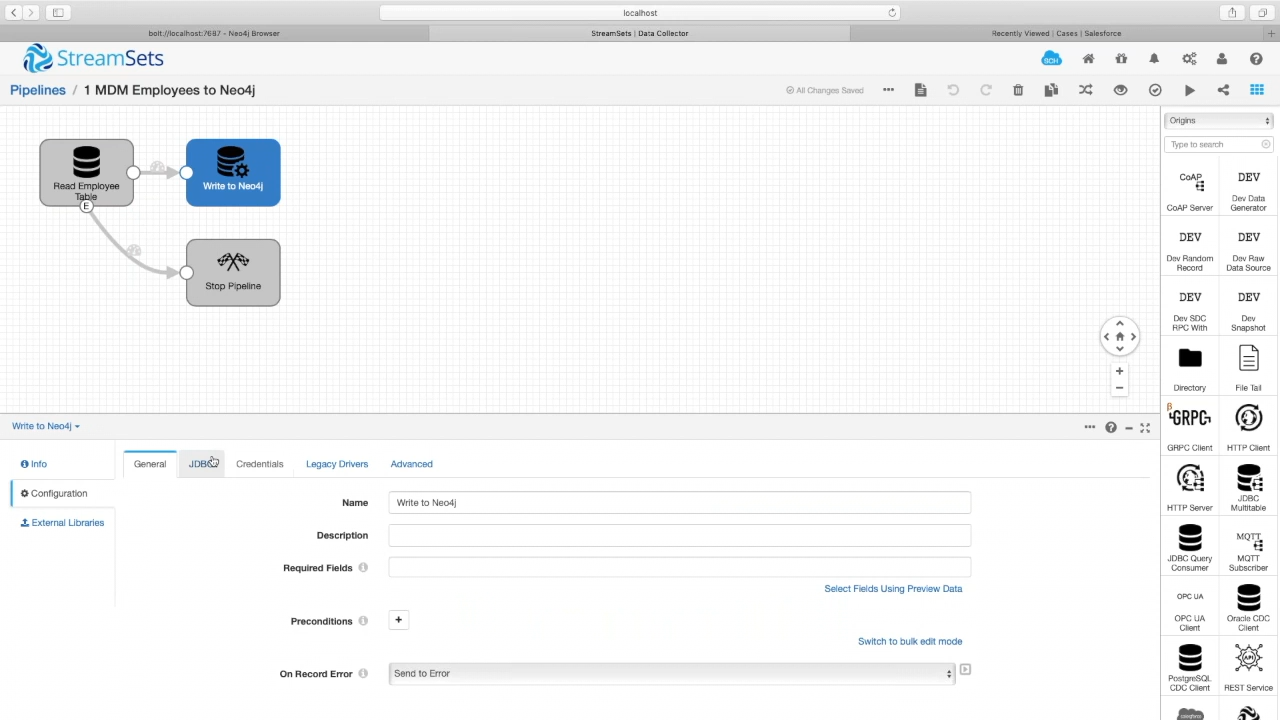 localhost
bolt://localhost:7687 - Neo4j Browser
StreamSets | Data Collector
Recently Viewed | Cases | Salesforce
StreamSets
SCH
Pipelines / 1 MDM Employees to Neo4j
All Changes Saved
Read Employee
Table
E
Write to Neo4j
Stop Pipeline
Origins
Type to search
CoAP
CoAP Server
DEV
Dev Data
Generator
DEV
Dev Random
Record
DEV
Dev Raw
Data Source
DEV
Dev SDC
RPC With
DEV
Dev
Snapshot
Directory
File Tail
β
GRPC
GRPC Client
HTTP Client
HTTP Server
JDBC
Multitable
JDBC Query
Consumer
MQTT
MQTT
Subscriber
OPC UA
OPC UA
Client
Oracle CDC
Client
PostgreSQL
CDC Client
API
REST Service
salesforce
Write to Neo4j
Info
Configuration
External Libraries
General
JDBC
Credentials
Legacy Drivers
Advanced
Name
Write to Neo4j
Description
Required Fields
Select Fields Using Preview Data
Preconditions
+
Switch to bulk edit mode
On Record Error
Send to Error